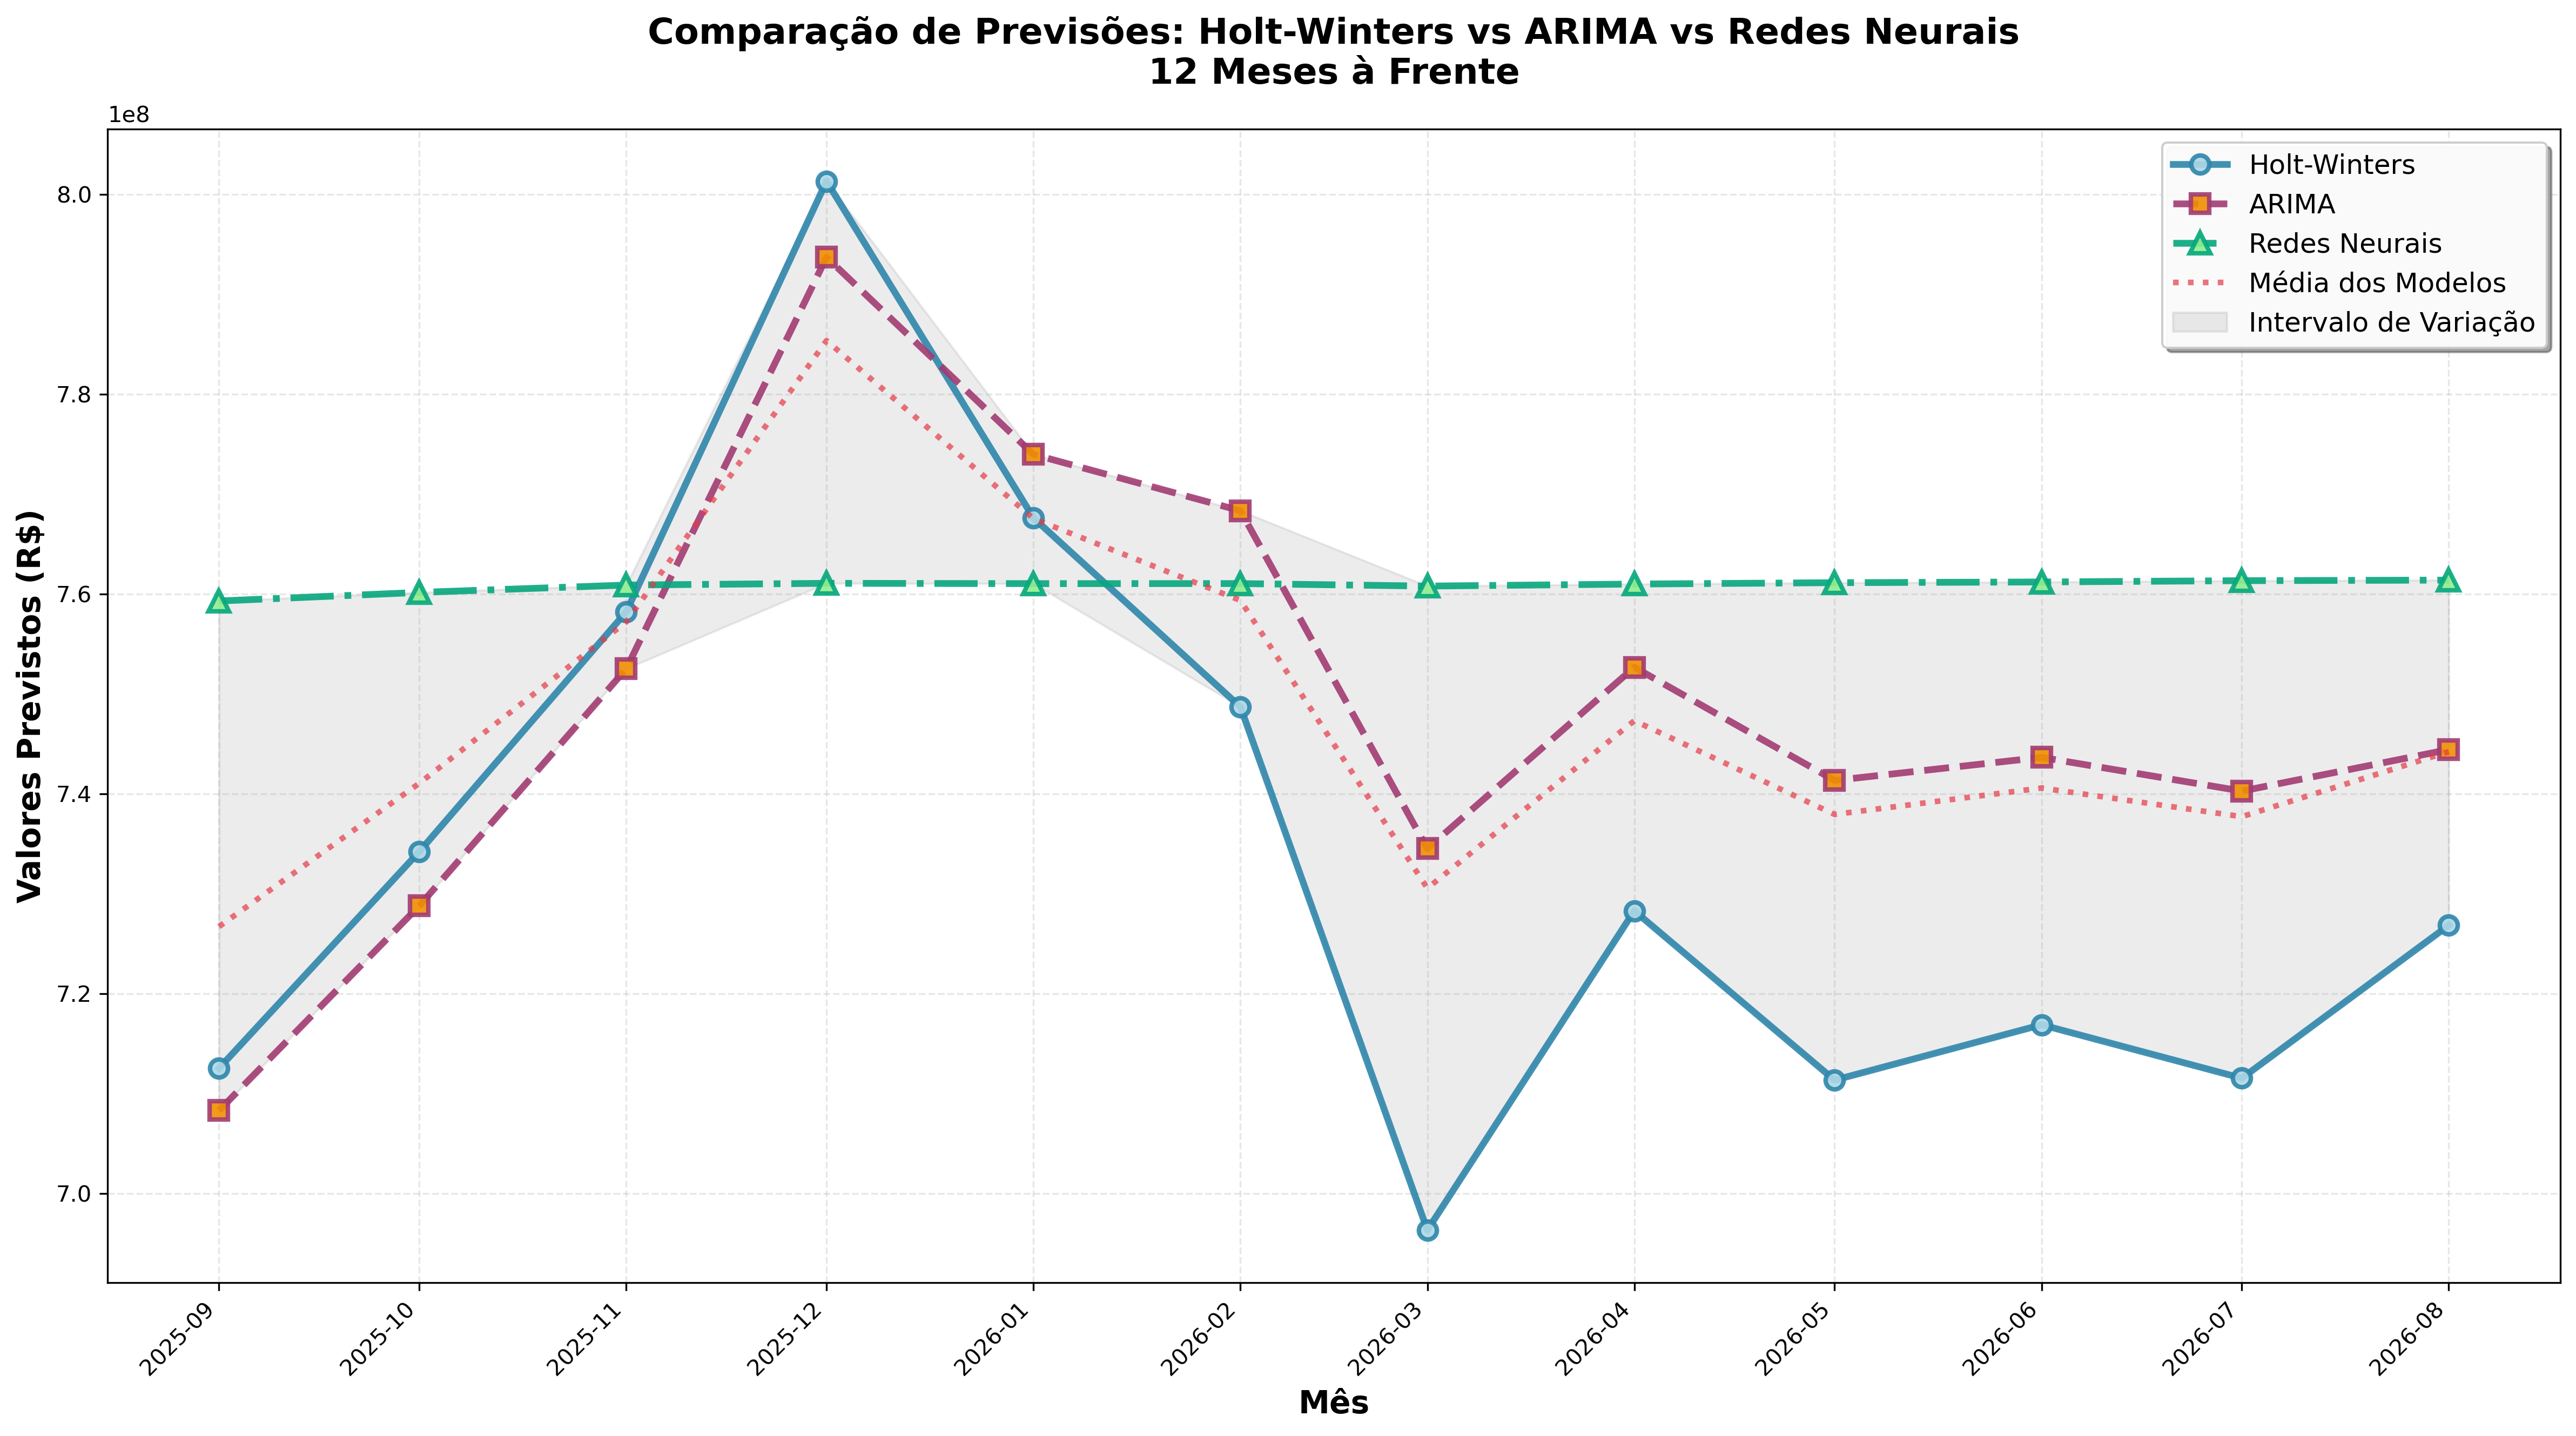 Comparação de Previsões: Holt-Winters vs ARIMA vs Redes Neurais
12 Meses à Frente
1e8
Holt-Winters
ARIMA
Redes Neurais
Média dos Modelos
Intervalo de Variação
8.0
7.8
7.6
7.4
7.2
7.0
Valores Previstos (R$)
2025-09
2025-10
2025-11
2025-12
2026-01
2026-02
2026-03
2026-04
2026-05
2026-06
2026-07
2026-08
Mês